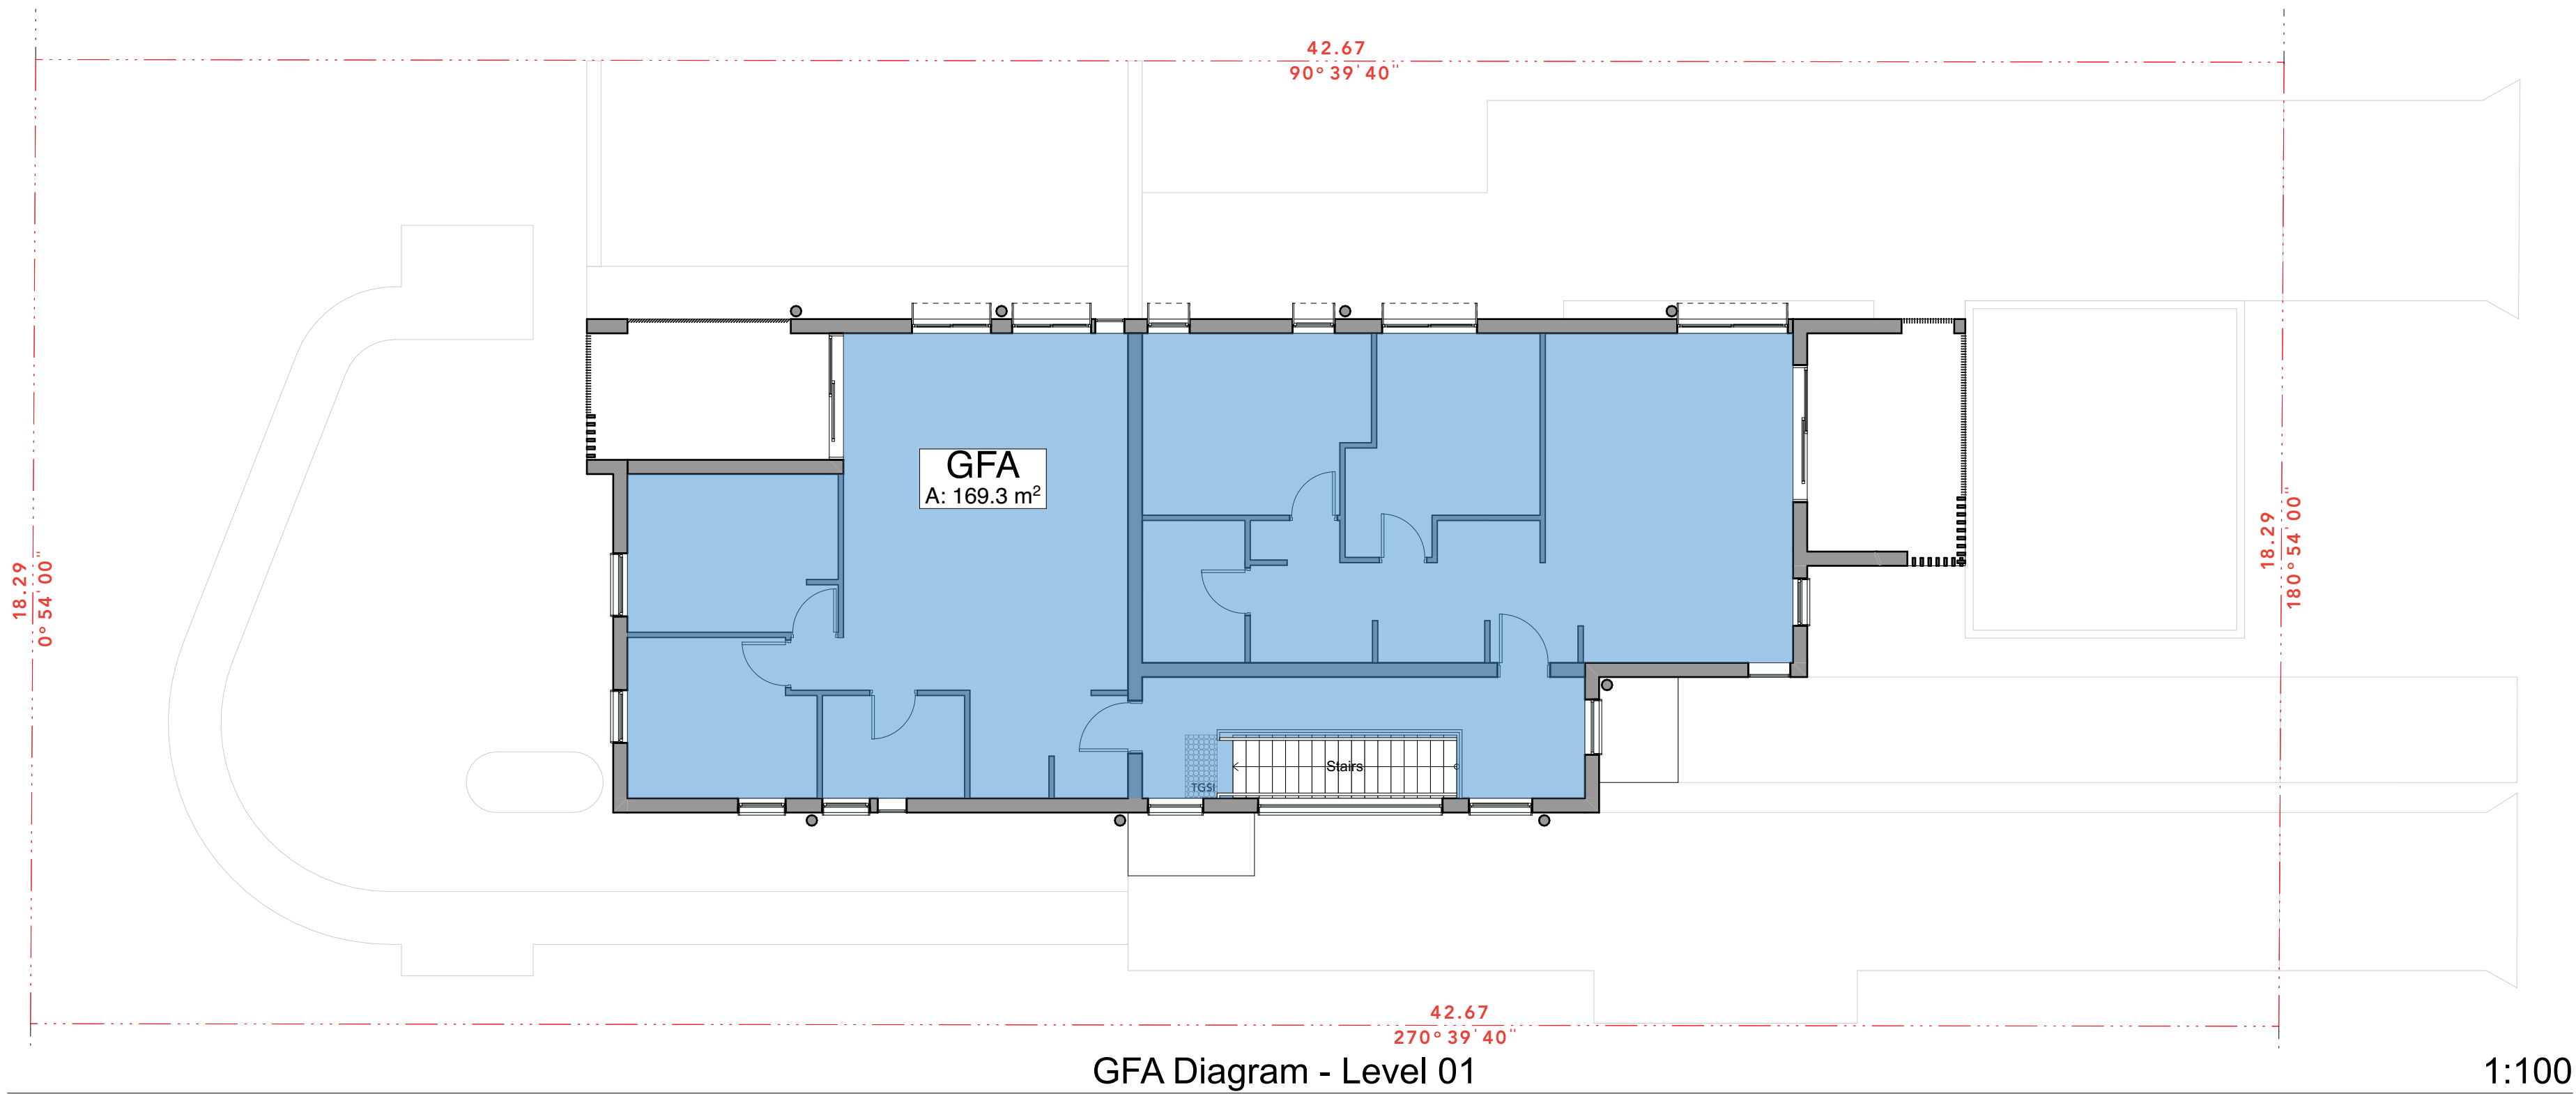 42.67
90° 39' 40"
GFA
A: 169.3 m²
18.29
0° 54' 00"
18.29
180° 54' 00"
Stairs
TGSI
42.67
270° 39' 40"
GFA Diagram - Level 01
1:100